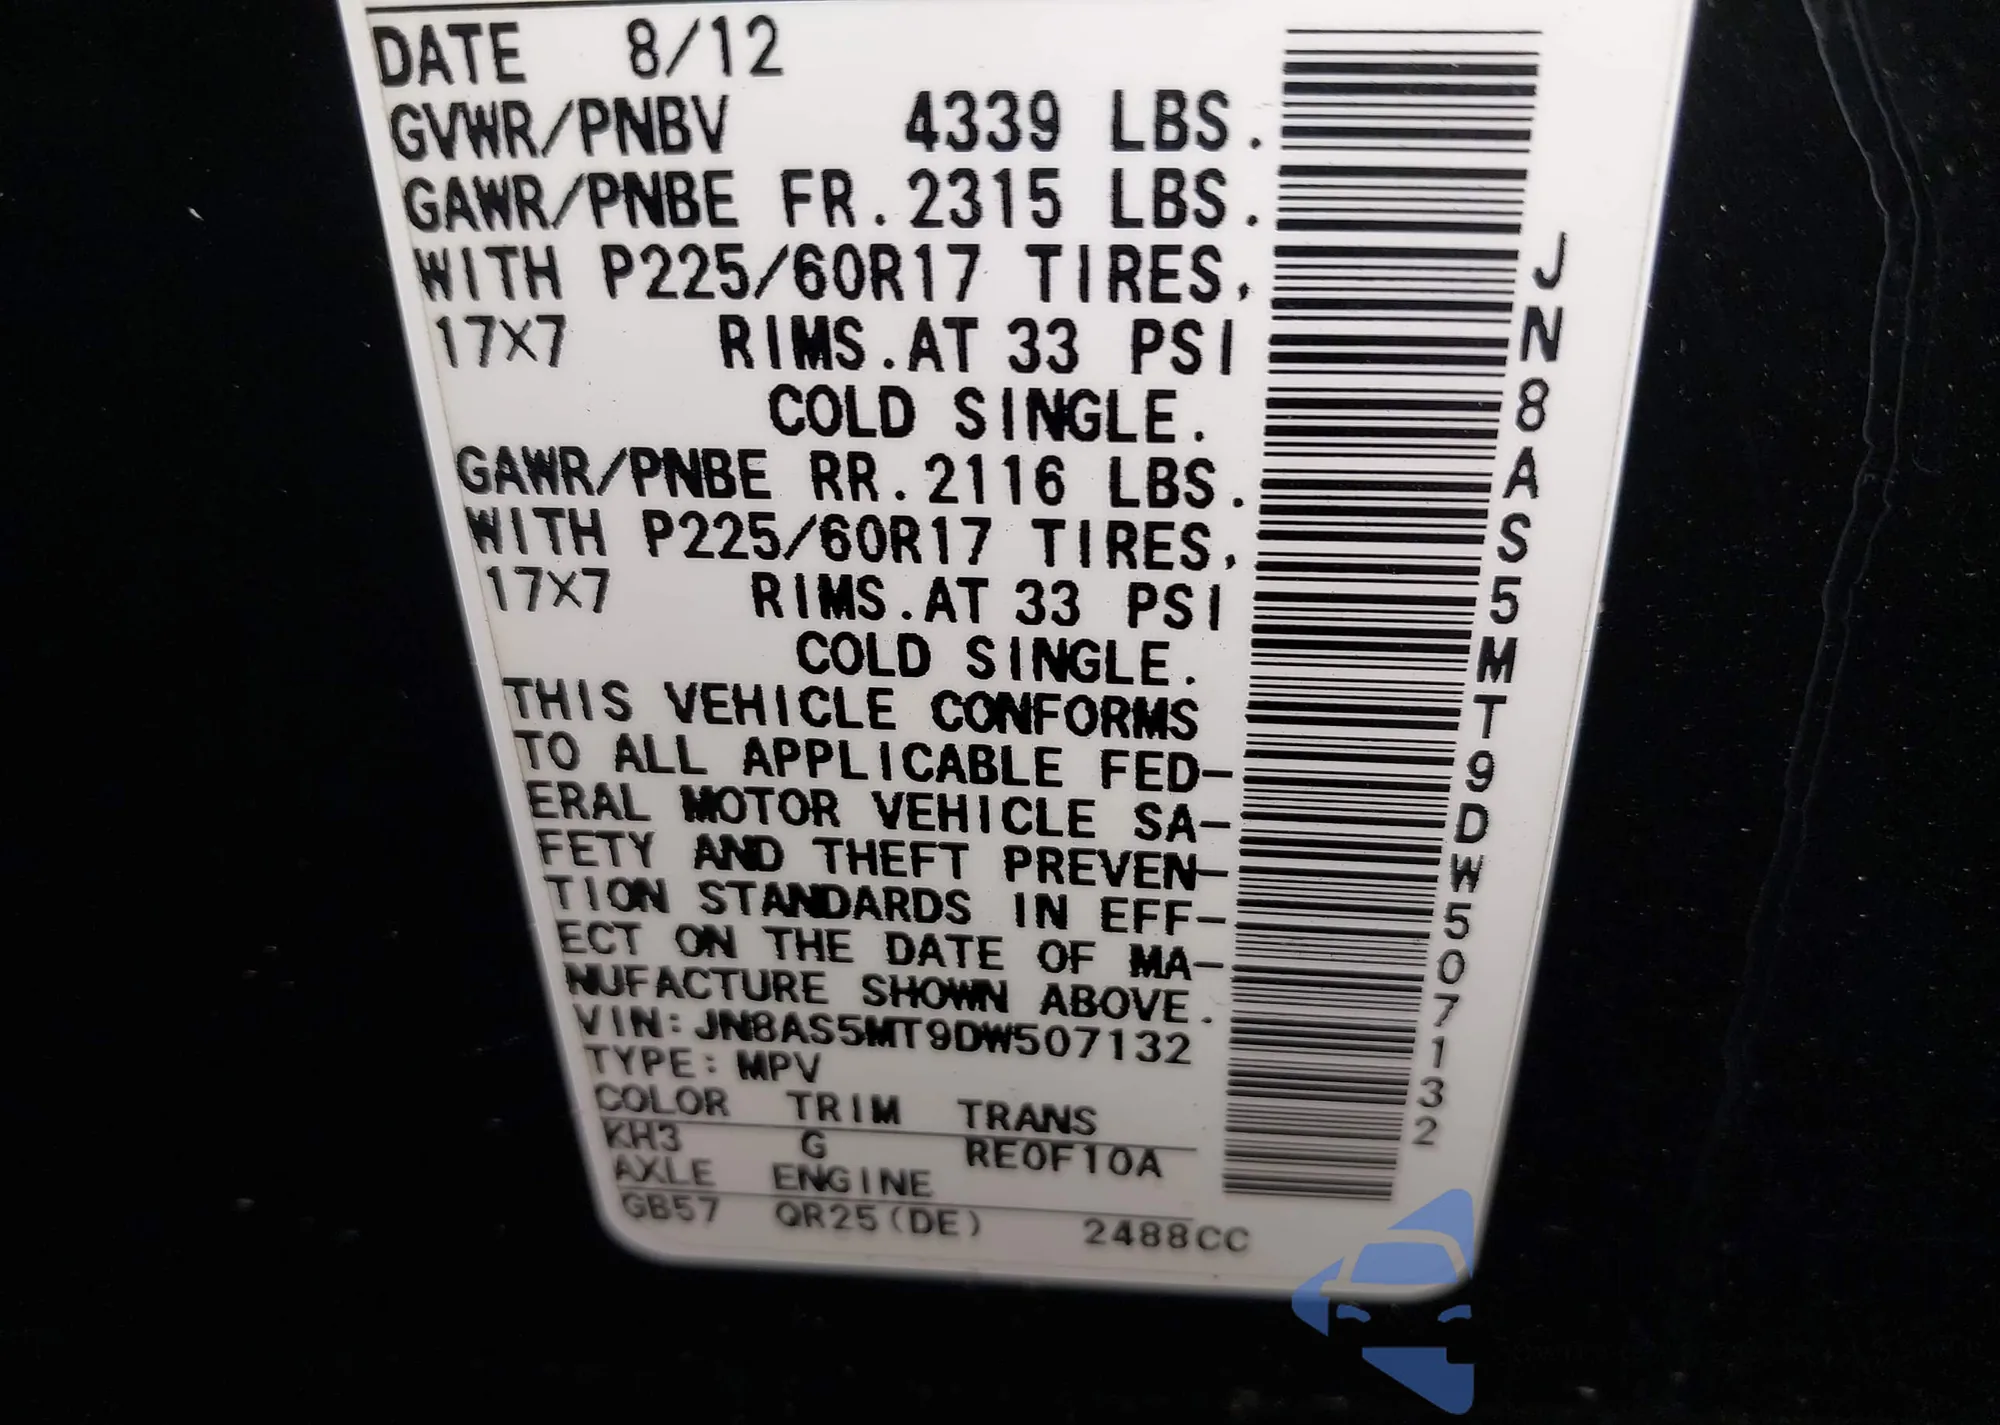 DATE 8/12
GVWR/PNBV 4339 LBS.
GAWR/PNBE FR. 2315 LBS.
WITH P225/60R17 TIRES,
17X7 RIMS. AT 33 PSI
COLD SINGLE.
GAWR/PNBE RR. 2116 LBS.
WITH P225/60R17 TIRES,
17X7 RIMS. AT 33 PSI
COLD SINGLE.
THIS VEHICLE CONFORMS
TO ALL APPLICABLE FED-
ERAL MOTOR VEHICLE SA-
FETY AND THEFT PREVEN-
TION STANDARDS IN EFF-
ECT ON THE DATE OF MA-
NUFACTURE SHOWN ABOVE.
VIN: JN8AS5MT9DW507132
TYPE: MPV
COLOR TRIM TRANS
KH3 G RE0F10A
AXLE ENGINE
GB57 QR25(DE) 2488CC
JN8AS5MT9DW507132